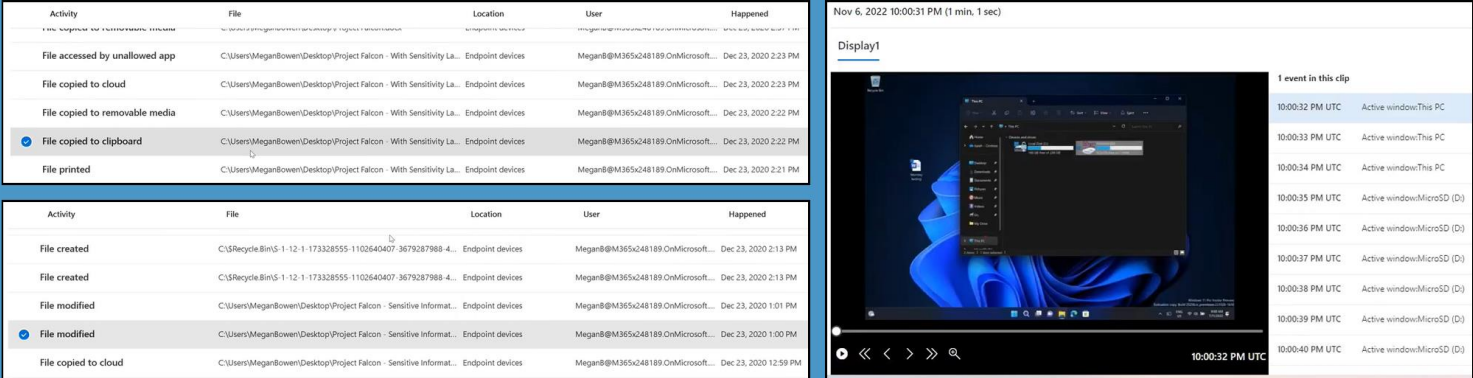 Activity File Location User Happened
File copied to removable media Endpoint devices
File accessed by unallowed app C:\Users\MeganBowen\Desktop\Project Falcon - With Sensitivity La... Endpoint devices MeganB@M365x248189.OnMicrosoft.... Dec 23, 2020 2:23 PM
File copied to cloud C:\Users\MeganBowen\Desktop\Project Falcon - With Sensitivity La... Endpoint devices MeganB@M365x248189.OnMicrosoft.... Dec 23, 2020 2:23 PM
File copied to removable media C:\Users\MeganBowen\Desktop\Project Falcon - With Sensitivity La... Endpoint devices MeganB@M365x248189.OnMicrosoft.... Dec 23, 2020 2:22 PM
File copied to clipboard C:\Users\MeganBowen\Desktop\Project Falcon - With Sensitivity La... Endpoint devices MeganB@M365x248189.OnMicrosoft.... Dec 23, 2020 2:22 PM
File printed C:\Users\MeganBowen\Desktop\Project Falcon - With Sensitivity La... Endpoint devices MeganB@M365x248189.OnMicrosoft.... Dec 23, 2020 2:21 PM
Activity File Location User Happened
File created C:\$Recycle.Bin\S-1-12-1-173328555-1102640407-3679287988-4... Endpoint devices MeganB@M365x248189.OnMicrosoft.... Dec 23, 2020 2:13 PM
File created C:\$Recycle.Bin\S-1-12-1-173328555-1102640407-3679287988-4... Endpoint devices MeganB@M365x248189.OnMicrosoft.... Dec 23, 2020 2:13 PM
File modified C:\Users\MeganBowen\Desktop\Project Falcon - Sensitive Informat... Endpoint devices MeganB@M365x248189.OnMicrosoft.... Dec 23, 2020 1:01 PM
File modified C:\Users\MeganBowen\Desktop\Project Falcon - Sensitive Informat... Endpoint devices MeganB@M365x248189.OnMicrosoft.... Dec 23, 2020 1:00 PM
File copied to cloud C:\Users\MeganBowen\Desktop\Project Falcon - Sensitive Informat... Endpoint devices MeganB@M365x248189.OnMicrosoft.... Dec 23, 2020 12:59 PM
Nov 6, 2022 10:00:31 PM (1 min, 1 sec)
Display1
Recycle Bin
This PC
1 event in this clip
10:00:32 PM UTC Active window:This PC
10:00:33 PM UTC Active window:This PC
10:00:34 PM UTC Active window:This PC
10:00:35 PM UTC Active window:MicroSD (D:)
10:00:36 PM UTC Active window:MicroSD (D:)
10:00:37 PM UTC Active window:MicroSD (D:)
10:00:38 PM UTC Active window:MicroSD (D:)
10:00:39 PM UTC Active window:MicroSD (D:)
10:00:40 PM UTC Active window:MicroSD (D:)
10:00:32 PM UTC